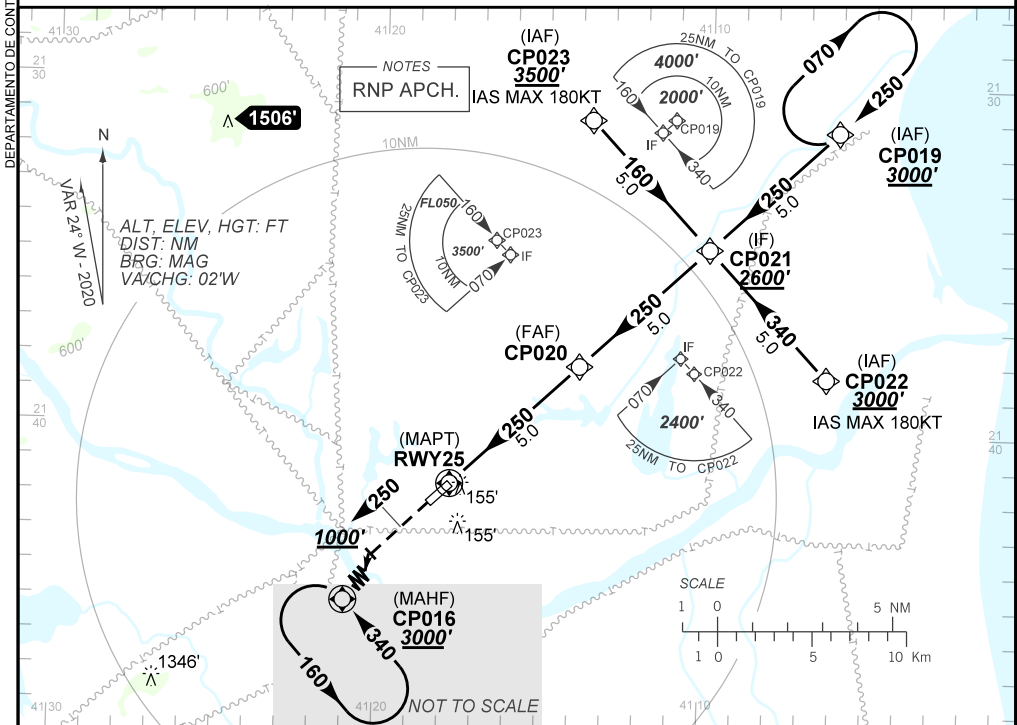 DEPARTAMENTO DE CONT
41 30
41 20
41 10
21
30
21
30
NOTES
RNP APCH.
(IAF)
CP023
3500'
IAS MAX 180KT
25NM TO CP019
4000'
10NM
2000'
160
CP019
IF
340
070
250
(IAF)
CP019
3000'
600'
1506'
N
VAR 24° W - 2020
ALT, ELEV, HGT: FT
DIST: NM
BRG: MAG
VA/CHG: 02'W
10NM
25NM TO CP023
FL050
160
3500'
10NM
070
CP023
IF
160
5.0
250
5.0
(IF)
CP021
2600'
250
5.0
340
5.0
(IAF)
CP022
3000'
IAS MAX 180KT
600'
(FAF)
CP020
IF
CP022
070
340
2400'
25NM TO CP022
21
40
21
40
250
5.0
(MAPT)
RWY25
155'
155'
250
1000'
(MAHF)
CP016
3000'
340
160
NOT TO SCALE
SCALE
1 0 5 NM
1 0 5 10 Km
1346'
41 30
41 20
41 10